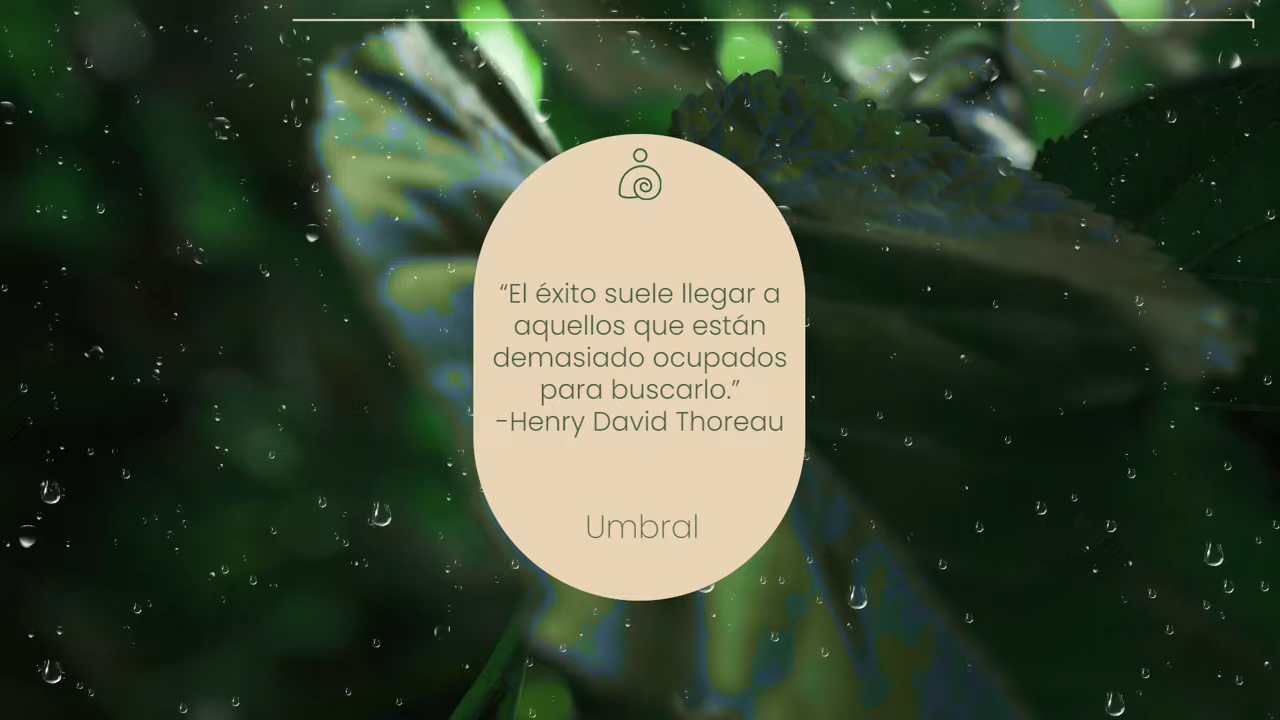 “El éxito suele llegar a
aquellos que están
demasiado ocupados
para buscarlo.”
-Henry David Thoreau
Umbral